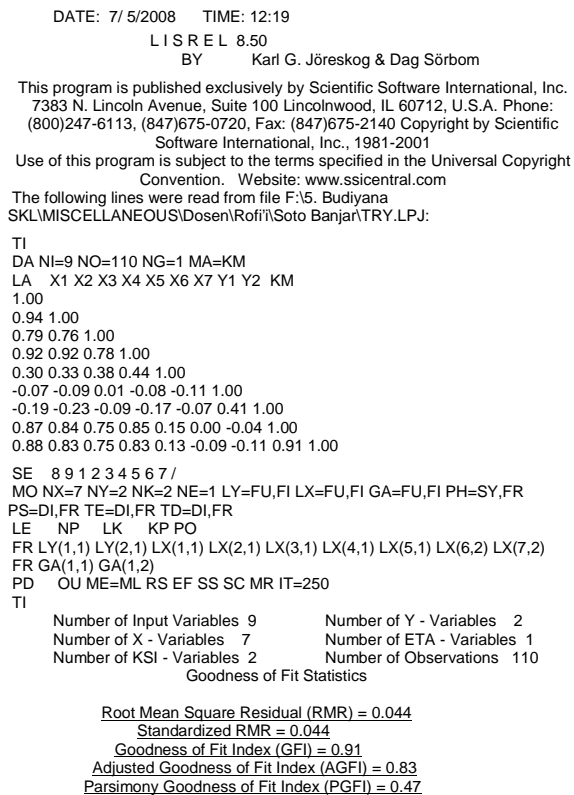 DATE: 7/ 5/2008 TIME: 12:19
L I S R E L 8.50
BY Karl G. Jöreskog & Dag Sörbom
This program is published exclusively by Scientific Software International, Inc.
7383 N. Lincoln Avenue, Suite 100 Lincolnwood, IL 60712, U.S.A. Phone:
(800)247-6113, (847)675-0720, Fax: (847)675-2140 Copyright by Scientific
Software International, Inc., 1981-2001
Use of this program is subject to the terms specified in the Universal Copyright
Convention. Website: www.ssicentral.com
The following lines were read from file F:\5. Budiyana
SKL\MISCELLANEOUS\Dosen\Rofi'i\Soto Banjar\TRY.LPJ:
TI
DA NI=9 NO=110 NG=1 MA=KM
LA X1 X2 X3 X4 X5 X6 X7 Y1 Y2 KM
1.00
0.94 1.00
0.79 0.76 1.00
0.92 0.92 0.78 1.00
0.30 0.33 0.38 0.44 1.00
-0.07 -0.09 0.01 -0.08 -0.11 1.00
-0.19 -0.23 -0.09 -0.17 -0.07 0.41 1.00
0.87 0.84 0.75 0.85 0.15 0.00 -0.04 1.00
0.88 0.83 0.75 0.83 0.13 -0.09 -0.11 0.91 1.00
SE 8 9 1 2 3 4 5 6 7 /
MO NX=7 NY=2 NK=2 NE=1 LY=FU,FI LX=FU,FI GA=FU,FI PH=SY,FR
PS=DI,FR TE=DI,FR TD=DI,FR
LE NP LK KP PO
FR LY(1,1) LY(2,1) LX(1,1) LX(2,1) LX(3,1) LX(4,1) LX(5,1) LX(6,2) LX(7,2)
FR GA(1,1) GA(1,2)
PD OU ME=ML RS EF SS SC MR IT=250
TI
Number of Input Variables 9 Number of Y - Variables 2
Number of X - Variables 7 Number of ETA - Variables 1
Number of KSI - Variables 2 Number of Observations 110
Goodness of Fit Statistics
Root Mean Square Residual (RMR) = 0.044
Standardized RMR = 0.044
Goodness of Fit Index (GFI) = 0.91
Adjusted Goodness of Fit Index (AGFI) = 0.83
Parsimony Goodness of Fit Index (PGFI) = 0.47